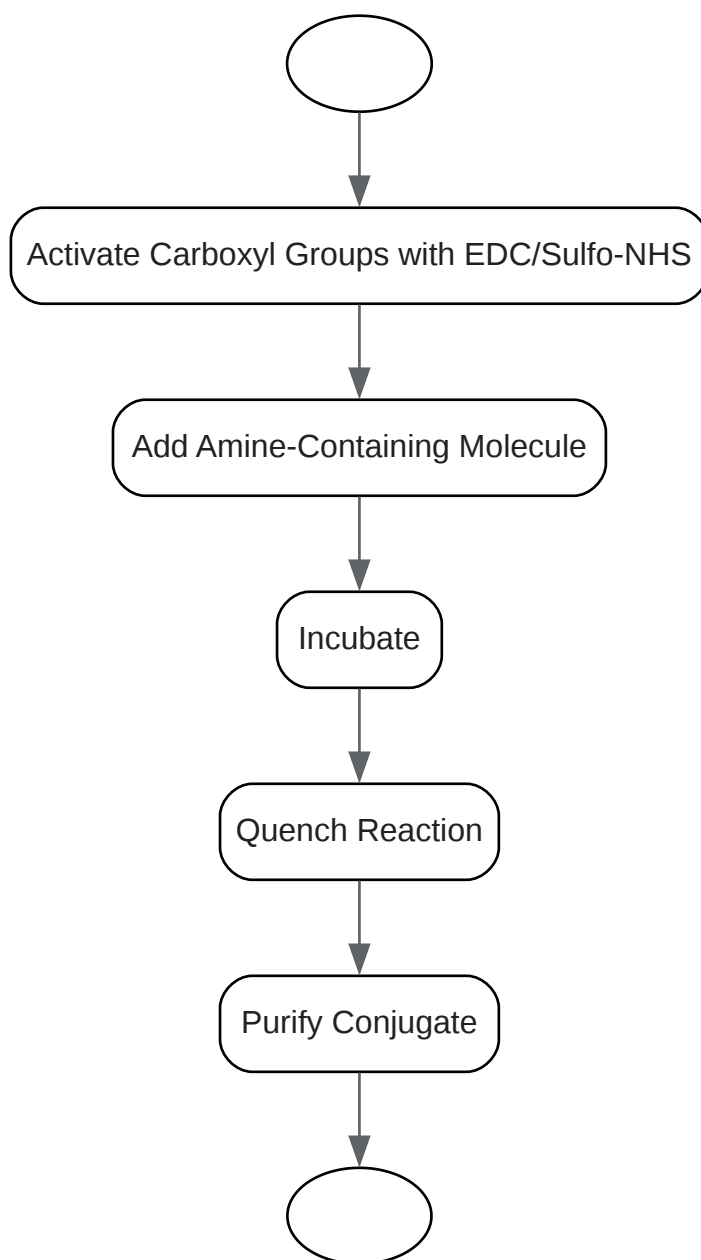 Activate Carboxyl Groups with EDC/Sulfo-NHS
Add Amine-Containing Molecule
Incubate
Quench Reaction
Purify Conjugate